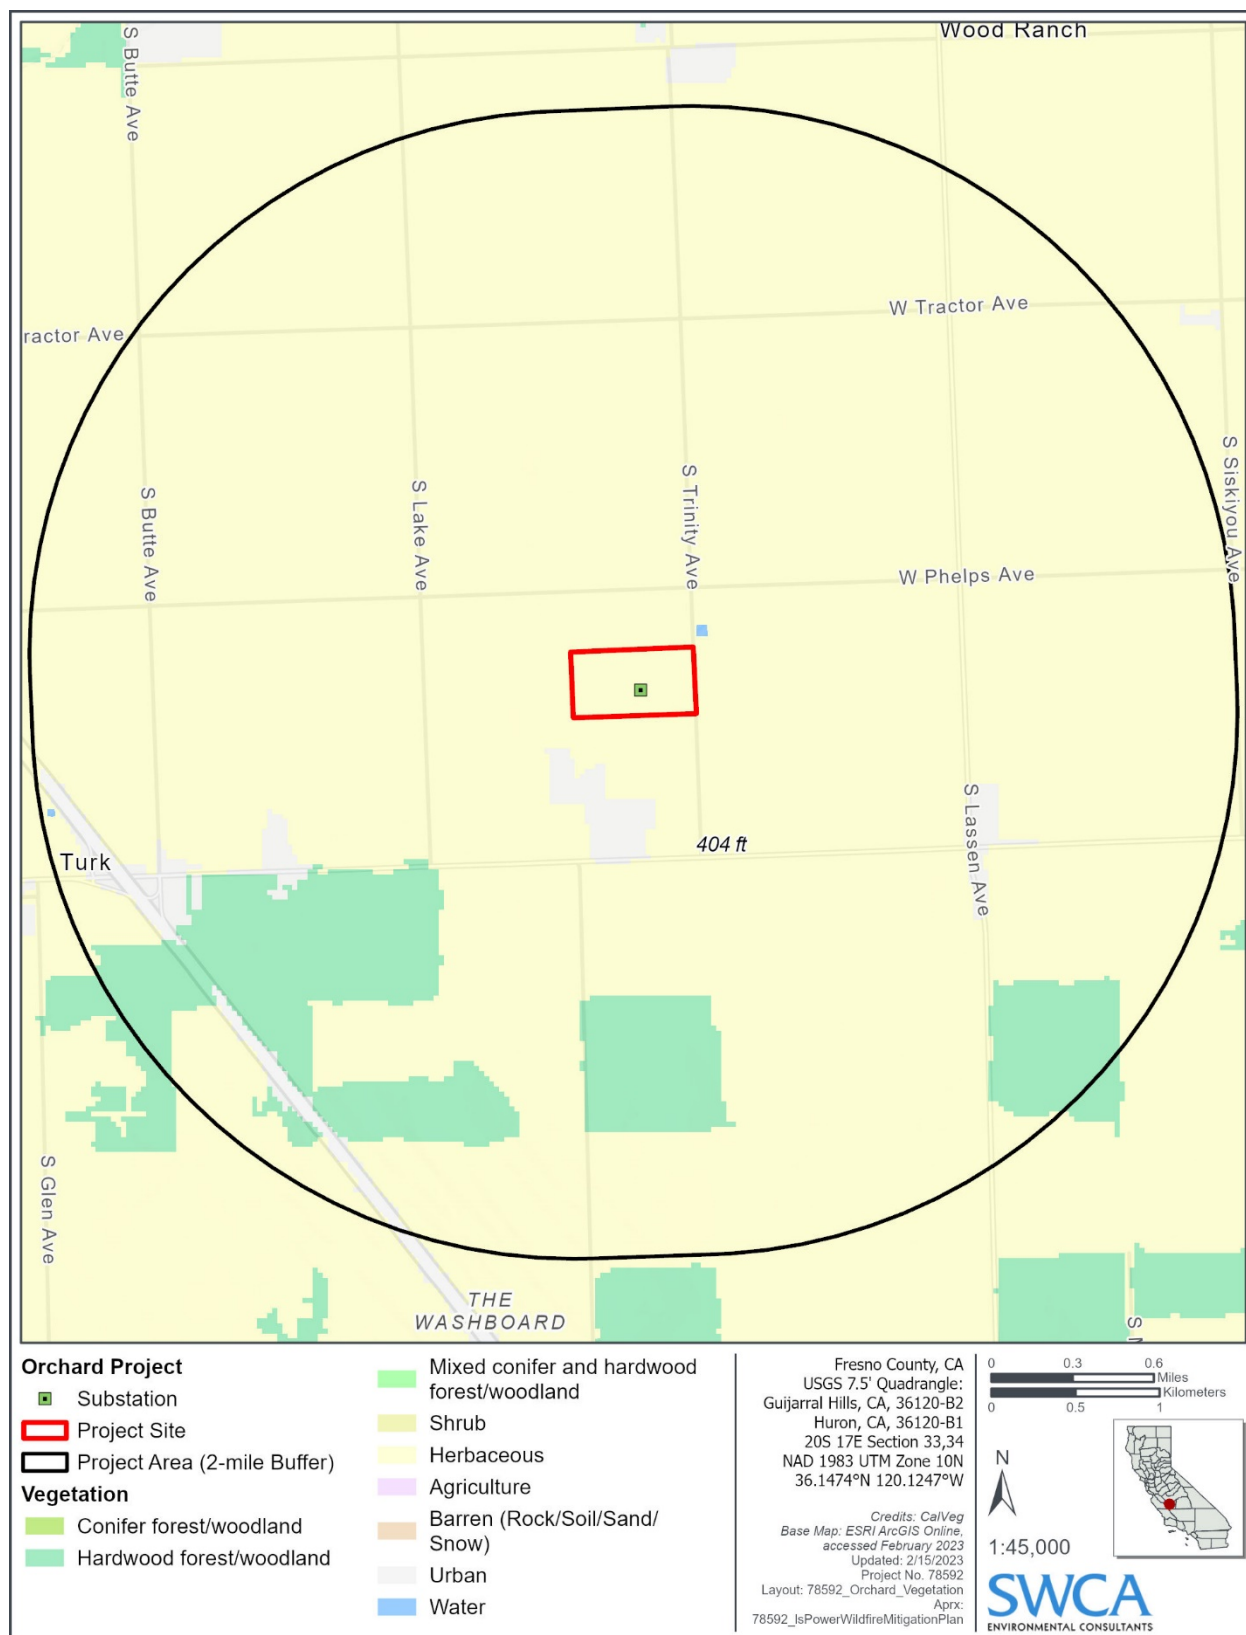 Wood Ranch
S Butte Ave
W Tractor Ave
ractor Ave
S Siskiyou Ave
S Trinity Ave
S Lake Ave
S Butte Ave
W Phelps Ave
S Lassen Ave
404 ft
Turk
S Glen Ave
THE
WASHBOARD
S
Orchard Project
Substation
Project Site
Project Area (2-mile Buffer)
Vegetation
Conifer forest/woodland
Hardwood forest/woodland
Mixed conifer and hardwood
forest/woodland
Shrub
Herbaceous
Agriculture
Barren (Rock/Soil/Sand/
Snow)
Urban
Water
Fresno County, CA
USGS 7.5' Quadrangle:
Guijarral Hills, CA, 36120-B2
Huron, CA, 36120-B1
20S 17E Section 33,34
NAD 1983 UTM Zone 10N
36.1474°N 120.1247°W
Credits: CalVeg
Base Map: ESRI ArcGIS Online,
accessed February 2023
Updated: 2/15/2023
Project No. 78592
Layout: 78592_Orchard_Vegetation
Aprx:
78592_IsPowerWildfireMitigationPlan
0 0.3 0.6
Miles
Kilometers
0 0.5 1
N
1:45,000
SWCA
ENVIRONMENTAL CONSULTANTS